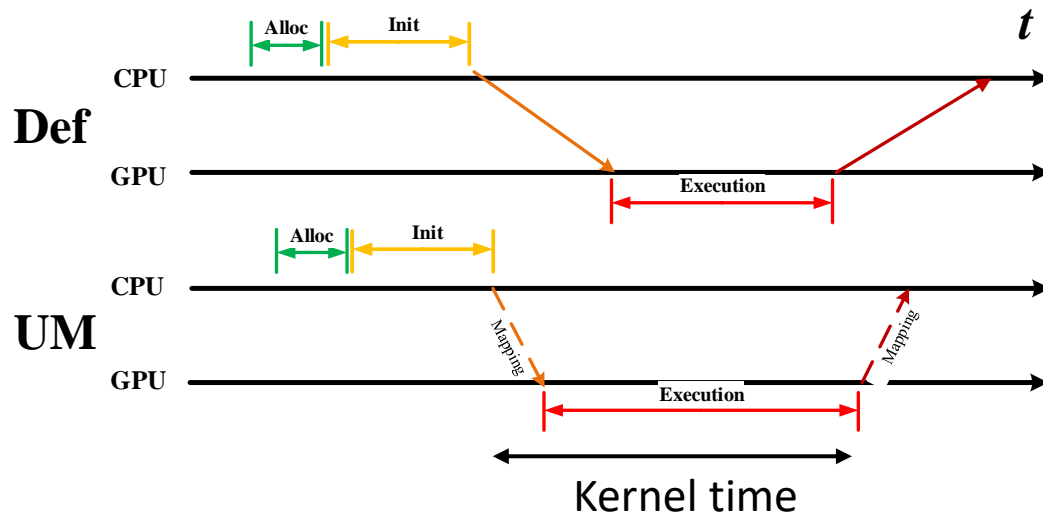 Alloc
Init
t
CPU
Def
GPU
Execution
Alloc
Init
CPU
UM
Mapping
Mapping
GPU
Execution
Kernel time